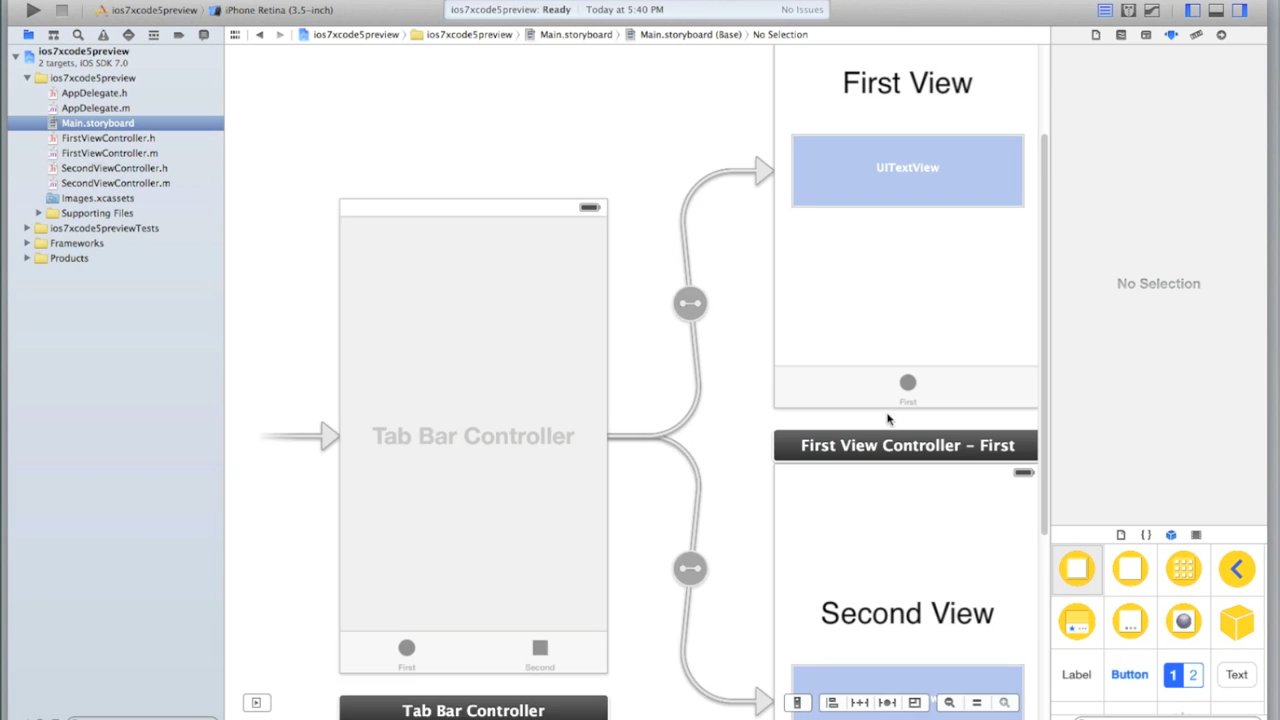 ios7xcode5preview
iPhone Retina (3.5-inch)
ios7xcode5preview: Ready
Today at 5:40 PM
No Issues
ios7xcode5preview
ios7xcode5preview
Main.storyboard
Main.storyboard (Base)
No Selection
ios7xcode5preview
2 targets, iOS SDK 7.0
ios7xcode5preview
AppDelegate.h
AppDelegate.m
Main.storyboard
FirstViewController.h
FirstViewController.m
SecondViewController.h
SecondViewController.m
Images.xcassets
Supporting Files
ios7xcode5previewTests
Frameworks
Products
Tab Bar Controller
First
Second
Tab Bar Controller
First View
UITextView
First
First View Controller - First
Second View
No Selection
{ }
Label
Button
1 2
Text